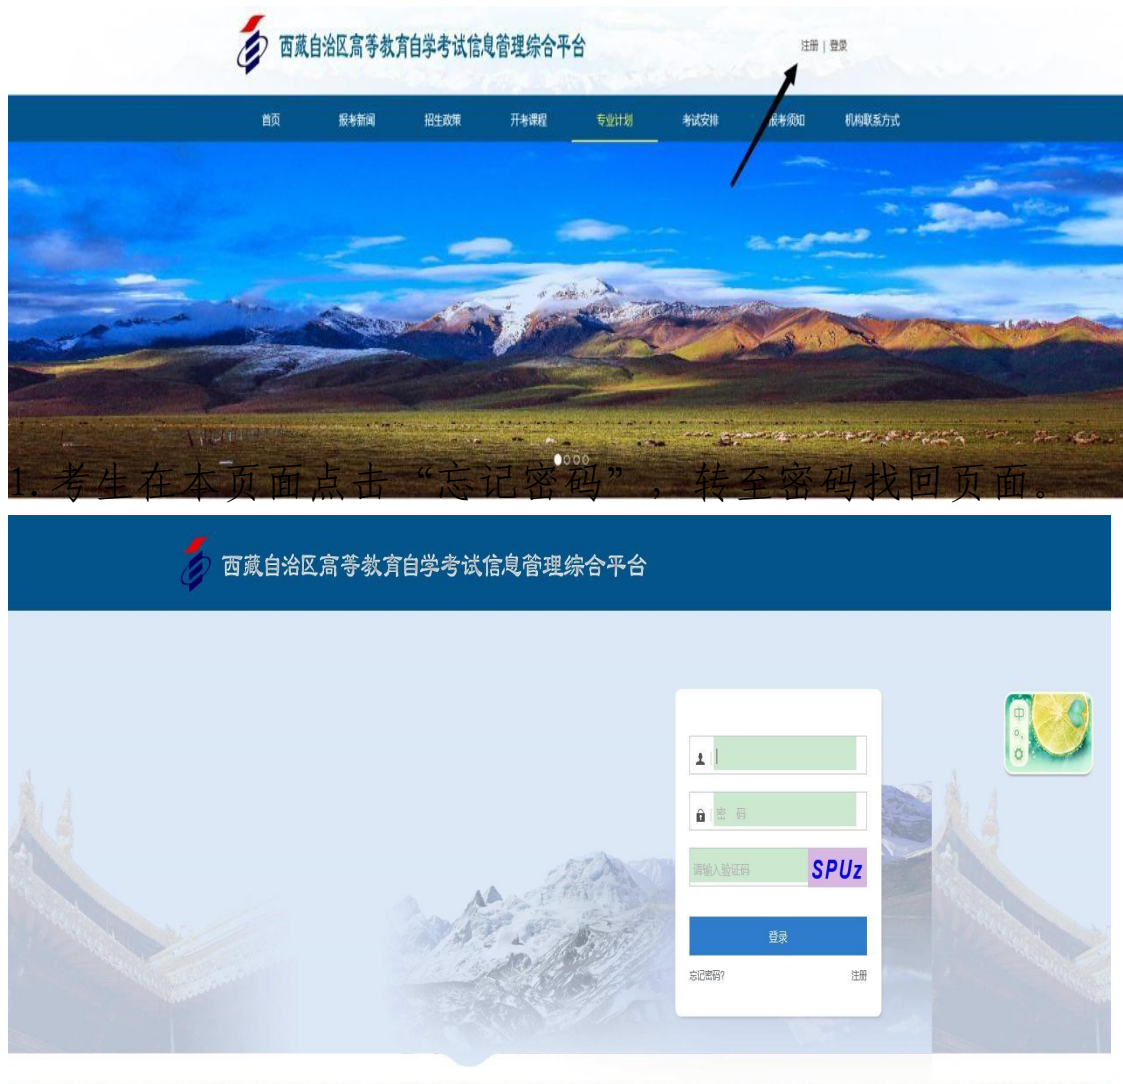 西藏自治区高等教育自学考试信息管理综合平台
注册 | 登录
首页 报考新闻 招生政策 开考课程 专业计划 考试安排 报考须知 机构联系方式
1.考生在本页面点击“忘记密码”，转至密码找回页面。
西藏自治区高等教育自学考试信息管理综合平台
中
密 码
请输入验证码 SPUz
登录
忘记密码? 注册